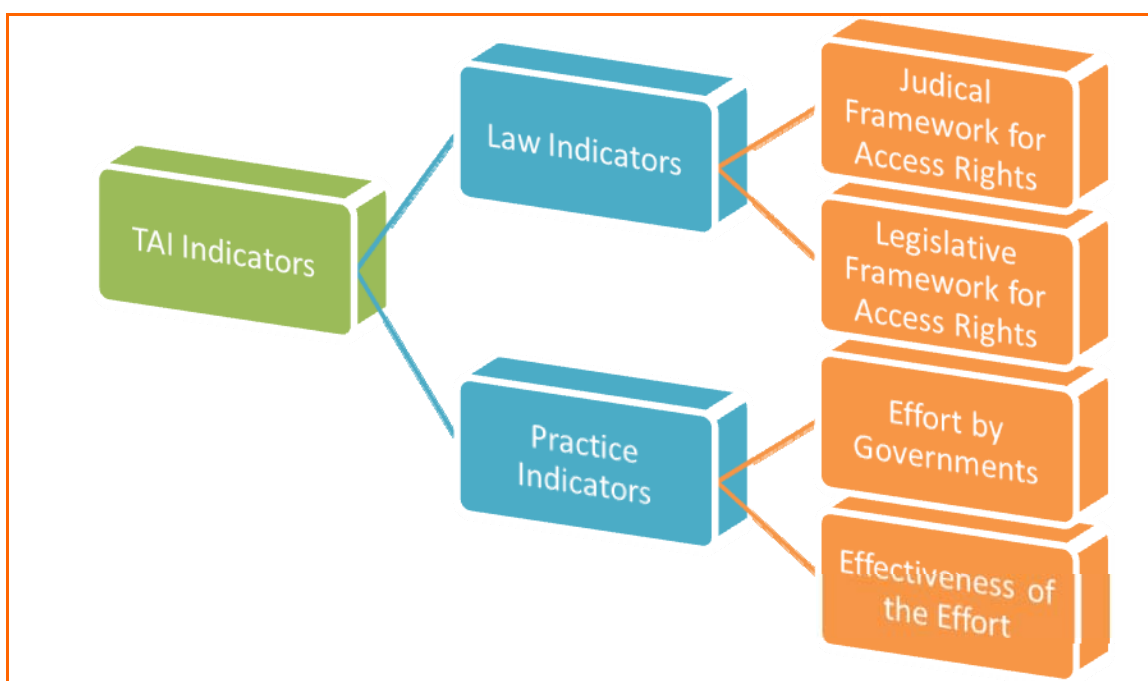 TAI Indicators
Law Indicators
Practice
Indicators
Judical
Framework for
Access Rights
Legislative
Framework for
Access Rights
Effort by
Governments
Effectiveness of
the Effort